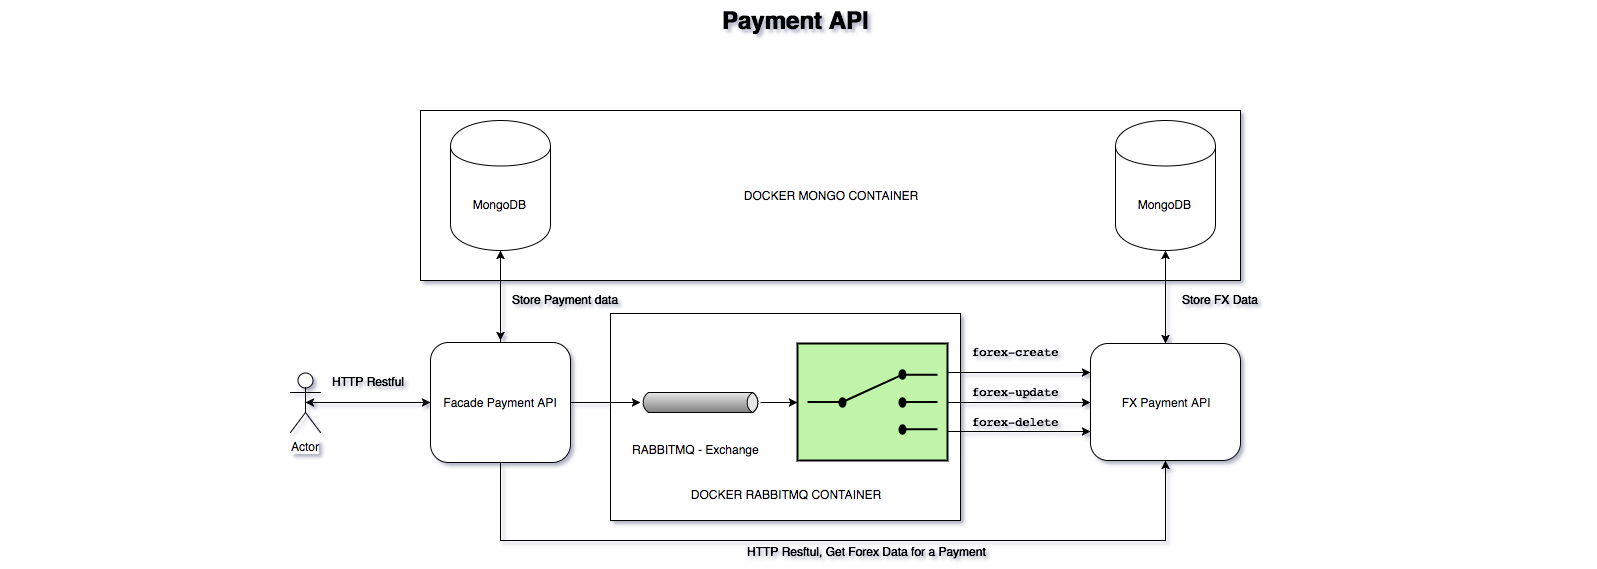 Payment API
MongoDB
DOCKER MONGO CONTAINER
MongoDB
Store Payment data
Store FX Data
HTTP Restful
Actor
Facade Payment API
RABBITMQ - Exchange
DOCKER RABBITMQ CONTAINER
forex-create
forex-update
forex-delete
FX Payment API
HTTP Resftul, Get Forex Data for a Payment